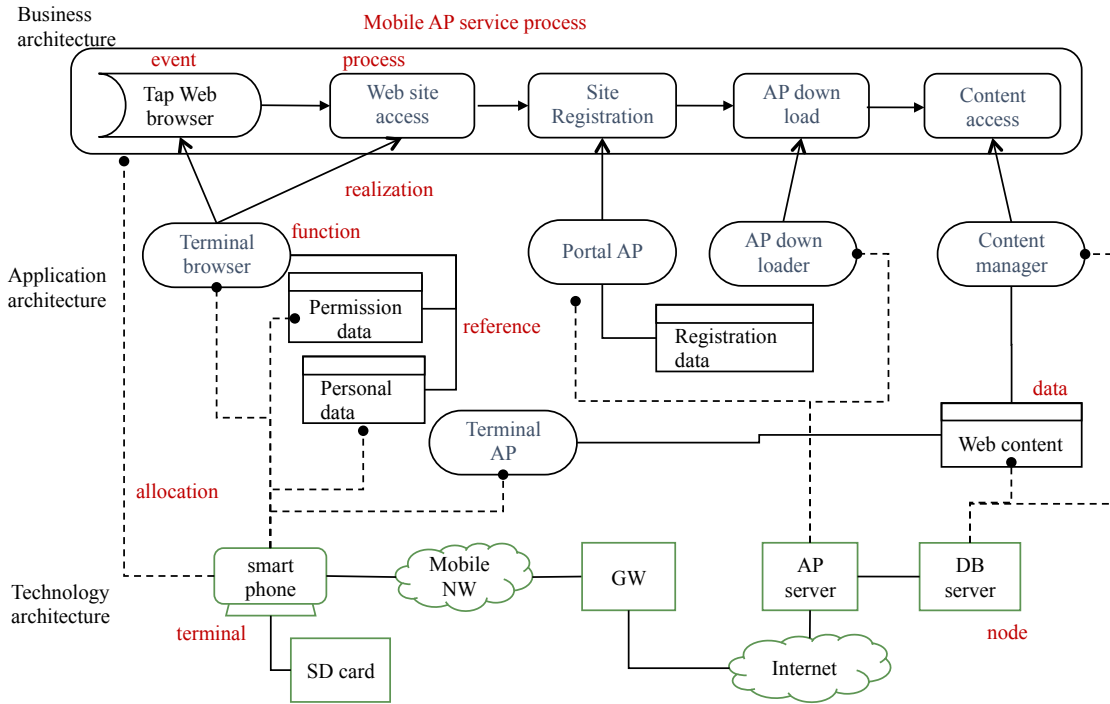 Business
architecture
Mobile AP service process
event
process
Tap Web
browser
Web site
access
Site
Registration
AP down
load
Content
access
realization
function
Terminal
browser
Portal AP
AP down
loader
Content
manager
Application
architecture
Permission
data
reference
Registration
data
Personal
data
data
Terminal
AP
Web content
allocation
Technology
architecture
smart
phone
Mobile
NW
GW
AP
server
DB
server
terminal
node
SD card
Internet